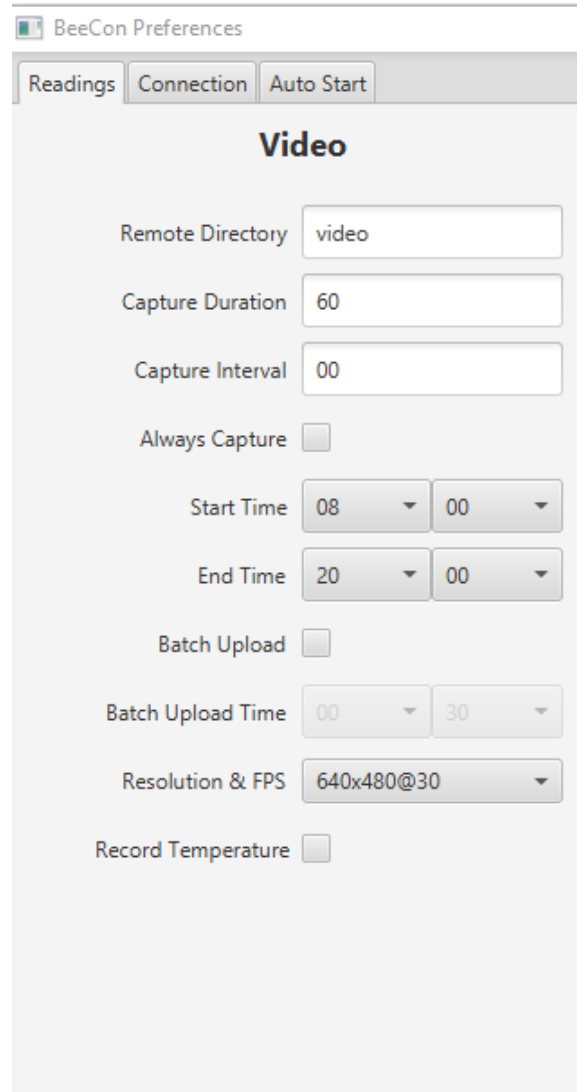 BeeCon Preferences
Readings Connection Auto Start
Video
Remote Directory video
Capture Duration 60
Capture Interval 00
Always Capture
Start Time 08 00
End Time 20 00
Batch Upload
Batch Upload Time 00 30
Resolution & FPS 640x480@30
Record Temperature